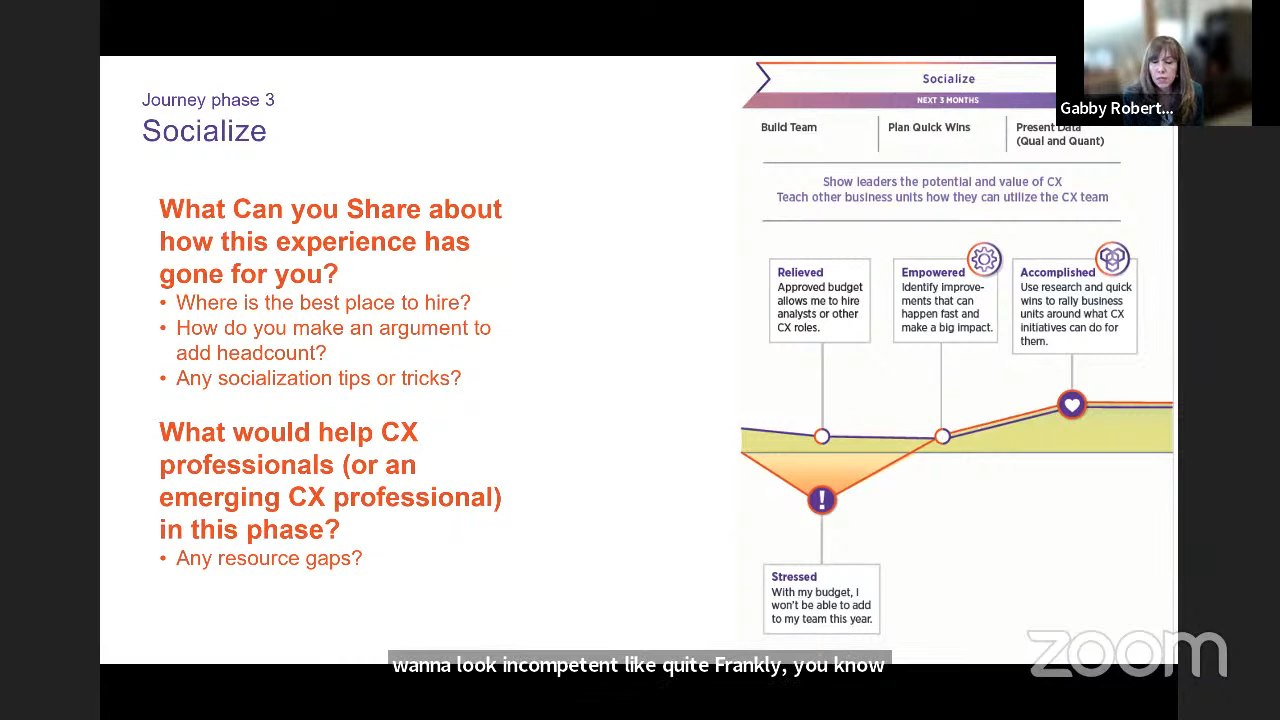 Journey phase 3
Socialize
What Can you Share about
how this experience has
gone for you?
• Where is the best place to hire?
• How do you make an argument to
add headcount?
• Any socialization tips or tricks?
What would help CX
professionals (or an
emerging CX professional)
in this phase?
• Any resource gaps?
Socialize
NEXT 3 MONTHS
Build Team
Plan Quick Wins
Present Data
(Qual and Quant)
Show leaders the potential and value of CX
Teach other business units how they can utilize the CX team
Relieved
Approved budget
allows me to hire
analysts or other
CX roles.
Empowered
Identify improve-
ments that can
happen fast and
make a big impact.
Accomplished
Use research and quick
wins to rally business
units around what CX
initiatives can do for
them.
!
Stressed
With my budget, I
won't be able to add
to my team this year.
Gabby Robert...
wanna look incompetent like quite Frankly, you know
zoom